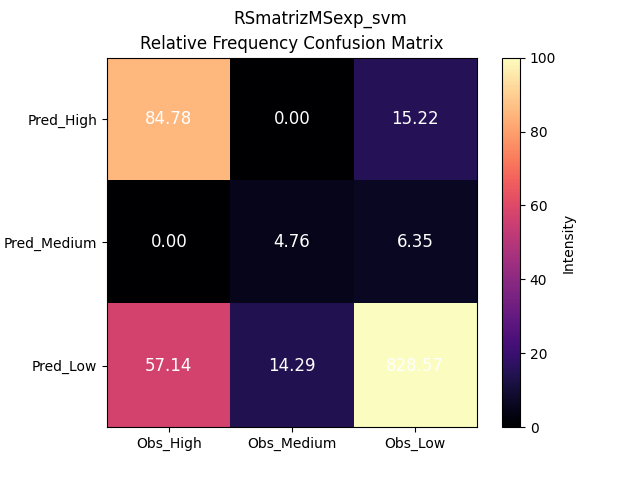 RSmatrizMSexp_svm
Relative Frequency Confusion Matrix
Pred_High 84.78 0.00 15.22
Pred_Medium 0.00 4.76 6.35
Pred_Low 57.14 14.29 828.57
Obs_High Obs_Medium Obs_Low
100
80
60
40
20
0
Intensity